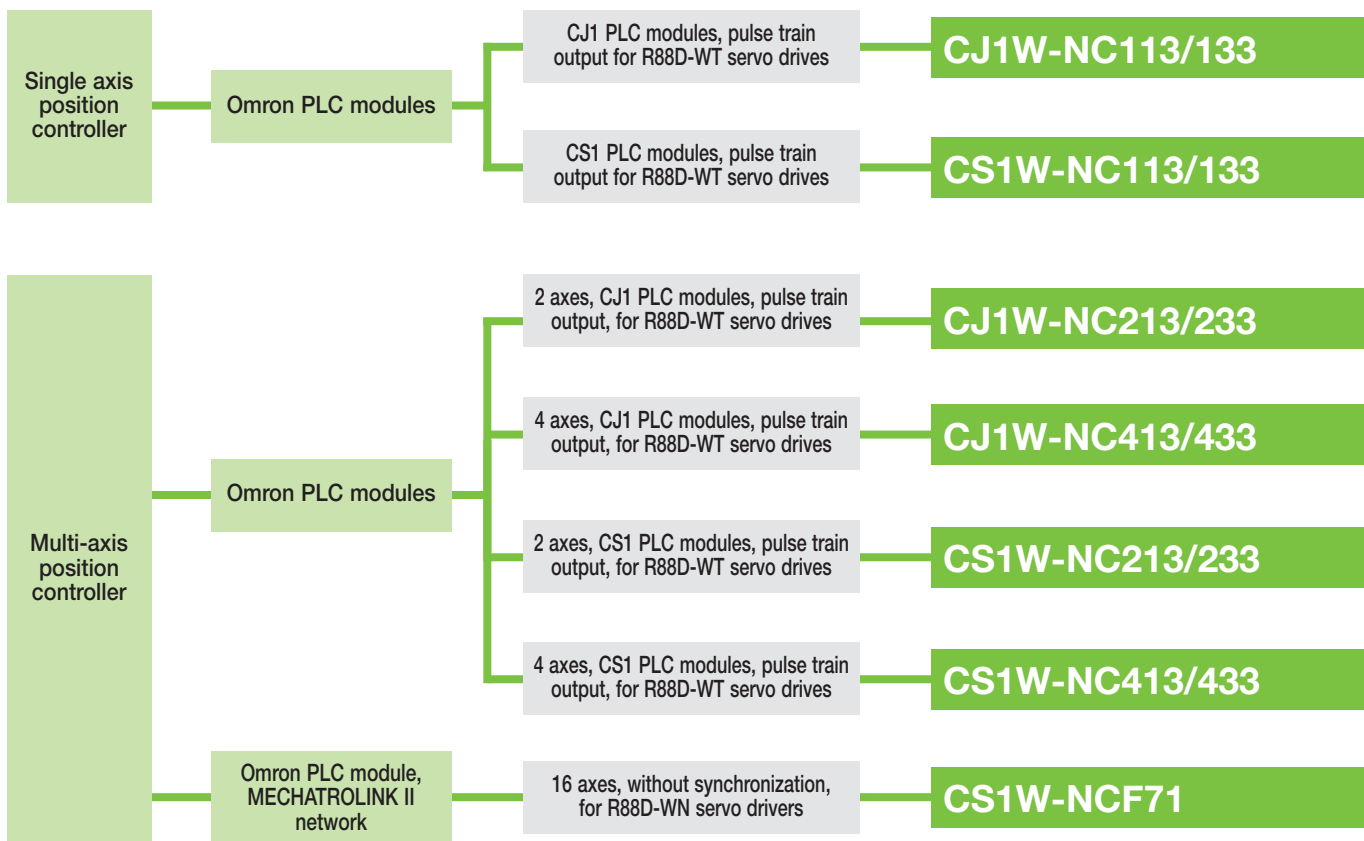 Single axis
position
controller
Omron PLC modules
CJ1 PLC modules, pulse train
output for R88D-WT servo drives
CJ1W-NC113/133
CS1 PLC modules, pulse train
output for R88D-WT servo drives
CS1W-NC113/133
Multi-axis
position
controller
Omron PLC modules
2 axes, CJ1 PLC modules, pulse train
output, for R88D-WT servo drives
CJ1W-NC213/233
4 axes, CJ1 PLC modules, pulse train
output, for R88D-WT servo drives
CJ1W-NC413/433
2 axes, CS1 PLC modules, pulse train
output, for R88D-WT servo drives
CS1W-NC213/233
4 axes, CS1 PLC modules, pulse train
output, for R88D-WT servo drives
CS1W-NC413/433
Omron PLC module,
MECHATROLINK II
network
16 axes, without synchronization,
for R88D-WN servo drivers
CS1W-NCF71